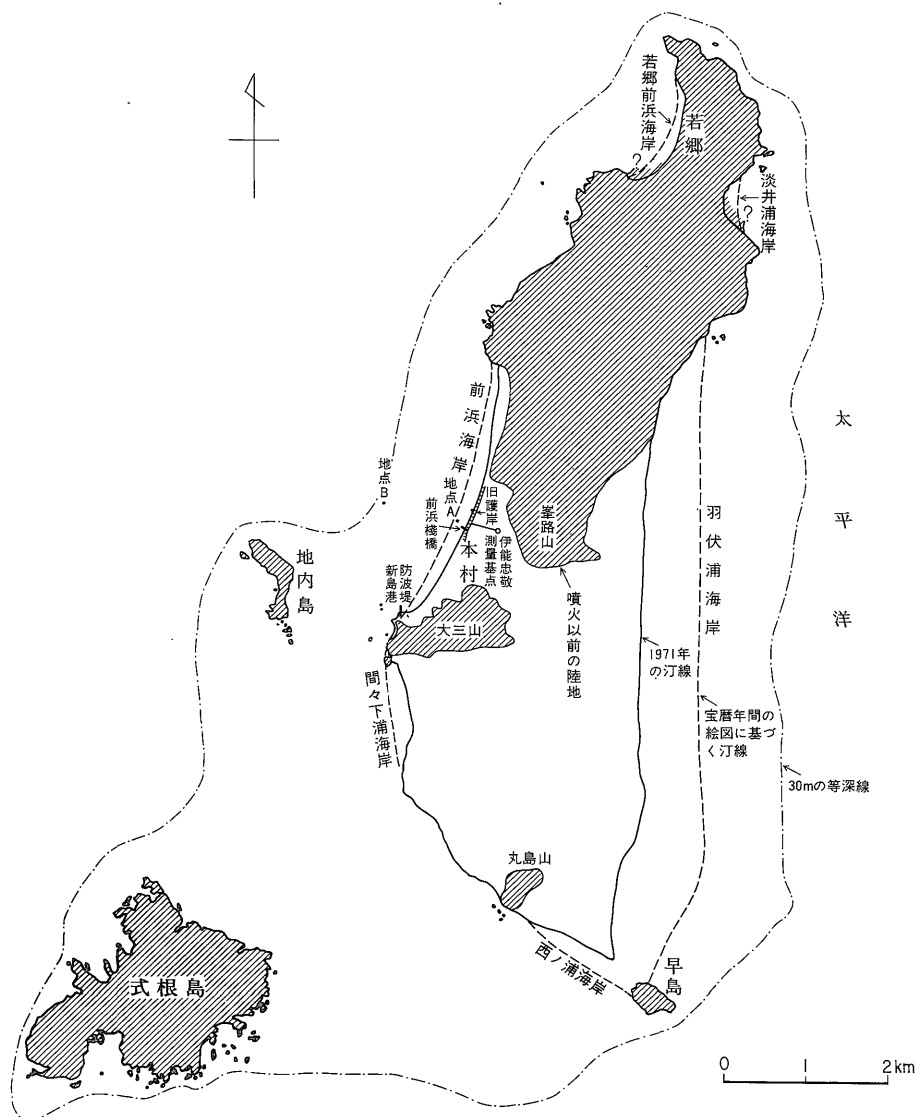 若郷前浜海岸
?
若郷
淡井浦海岸
?
前浜海岸
太平洋
地点B
地点A
旧護岸
前浜棧橋
伊能忠敬
測量基点
本村
峯路山
羽伏浦海岸
地内島
防波堤
新島港
大三山
噴火以前の陸地
間々下浦海岸
1971年
の汀線
宝暦年間の
絵図に基づ
く汀線
30mの等深線
丸島山
西ノ浦海岸
早島
式根島
0 2km